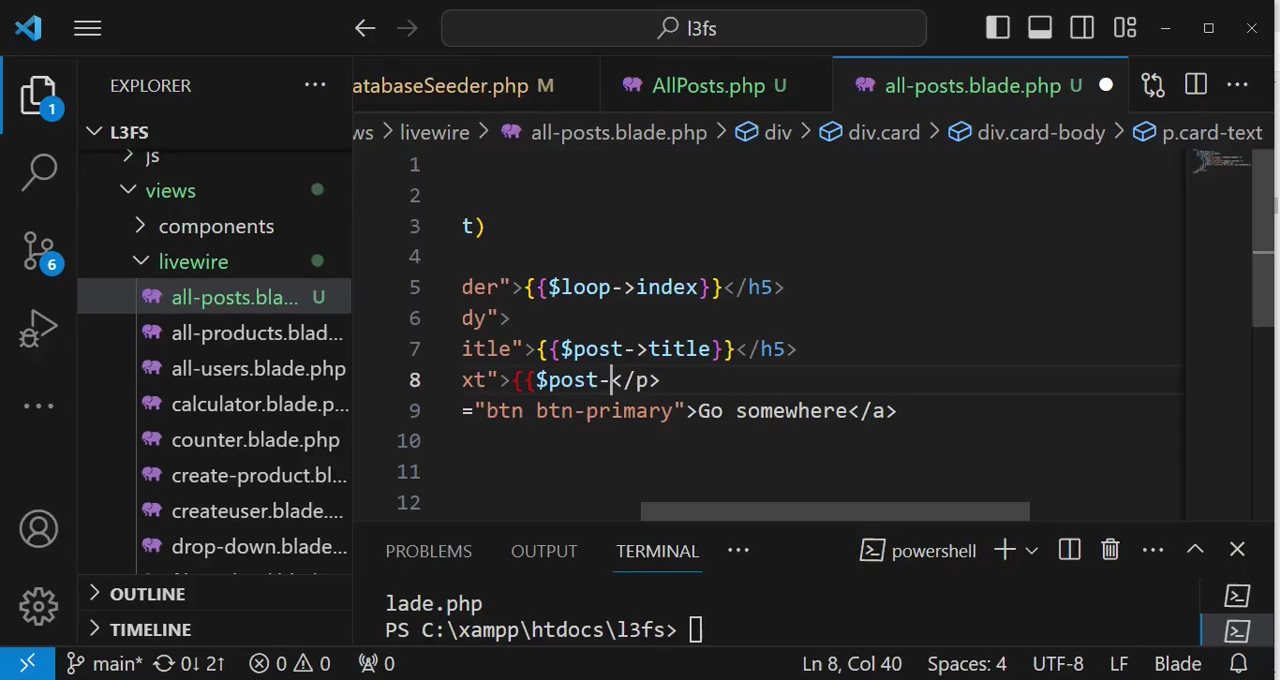 l3fs
EXPLORER
atabaseSeeder.php M
AllPosts.php U
all-posts.blade.php U
1
L3FS
ws > livewire > all-posts.blade.php > div > div.card > div.card-body > p.card-text
js
views
components
livewire
all-posts.bla... U
all-products.blad...
all-users.blade.php
calculator.blade.p...
counter.blade.php
create-product.bl...
createuser.blade....
drop-down.blade...
6
OUTLINE
TIMELINE
1
2
3 t)
4
5 der">{{$loop->index}}</h5>
6 dy">
7 itle">{{$post->title}}</h5>
8 xt">{{$post-</p>
9 ="btn btn-primary">Go somewhere</a>
10
11
12
PROBLEMS OUTPUT TERMINAL powershell
lade.php
PS C:\xampp\htdocs\l3fs>
main* 0↓ 2↑ 0 0 0 Ln 8, Col 40 Spaces: 4 UTF-8 LF Blade